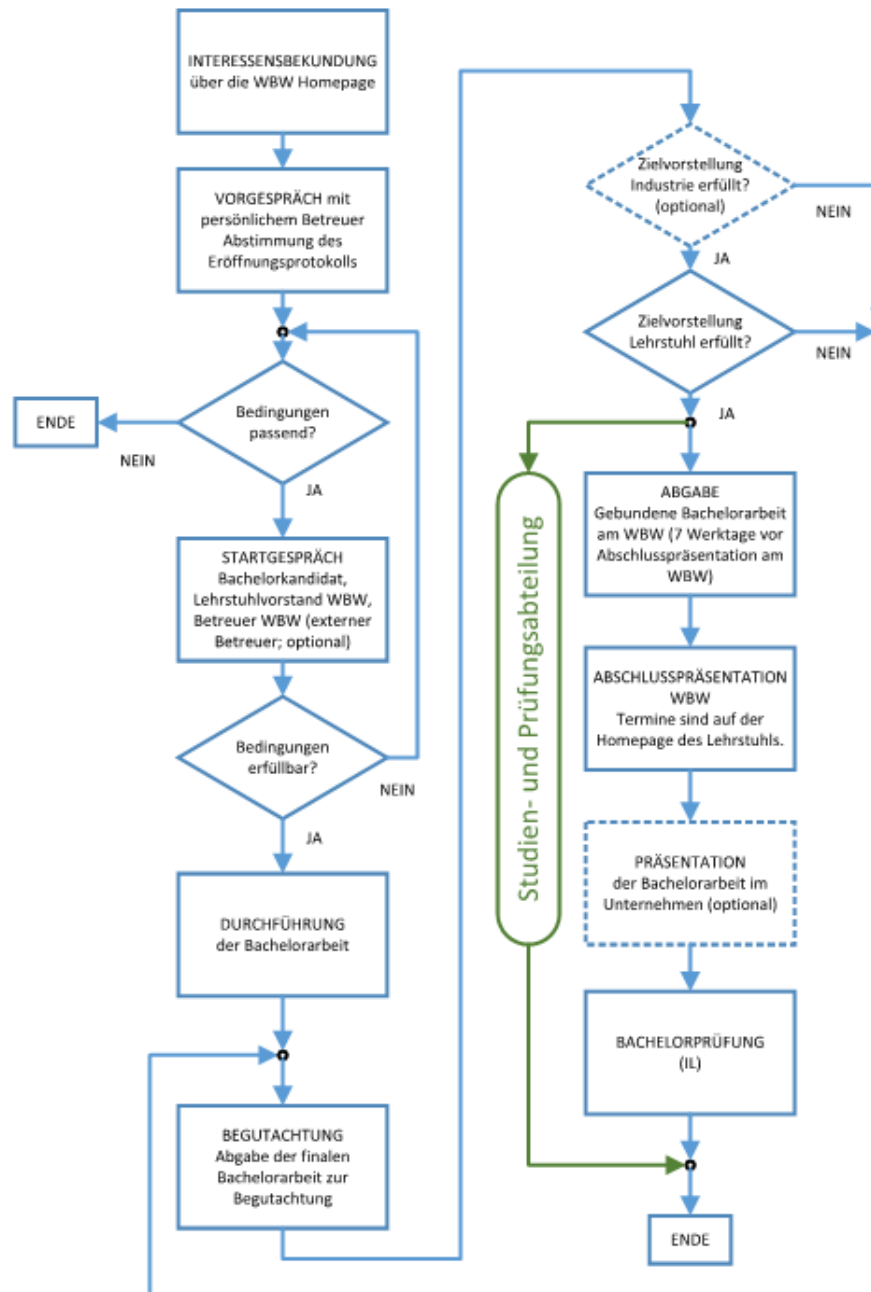 INTERESSENSBEKUNDUNG
über die WBW Homepage
VORGESPRÄCH mit
persönlichem Betreuer
Abstimmung des
Eröffnungsprotokolls
Bedingungen
passend?
ENDE
NEIN
JA
STARTGESPRÄCH
Bachelorkandidat,
Lehrstuhlvorstand WBW,
Betreuer WBW (externer
Betreuer; optional)
Bedingungen
erfüllbar?
NEIN
JA
DURCHFÜHRUNG
der Bachelorarbeit
BEGUTACHTUNG
Abgabe der finalen
Bachelorarbeit zur
Begutachtung
Zielvorstellung
Industrie erfüllt?
(optional)
NEIN
JA
Zielvorstellung
Lehrstuhl erfüllt?
NEIN
JA
Studien- und Prüfungsabteilung
ABGABE
Gebundene Bachelorarbeit
am WBW (7 Werktage vor
Abschlusspräsentation am
WBW)
ABSCHLUSSPRÄSENTATION
WBW
Termine sind auf der
Homepage des Lehrstuhls.
PRÄSENTATION
der Bachelorarbeit im
Unternehmen (optional)
BACHELORPRÜFUNG
(IL)
ENDE